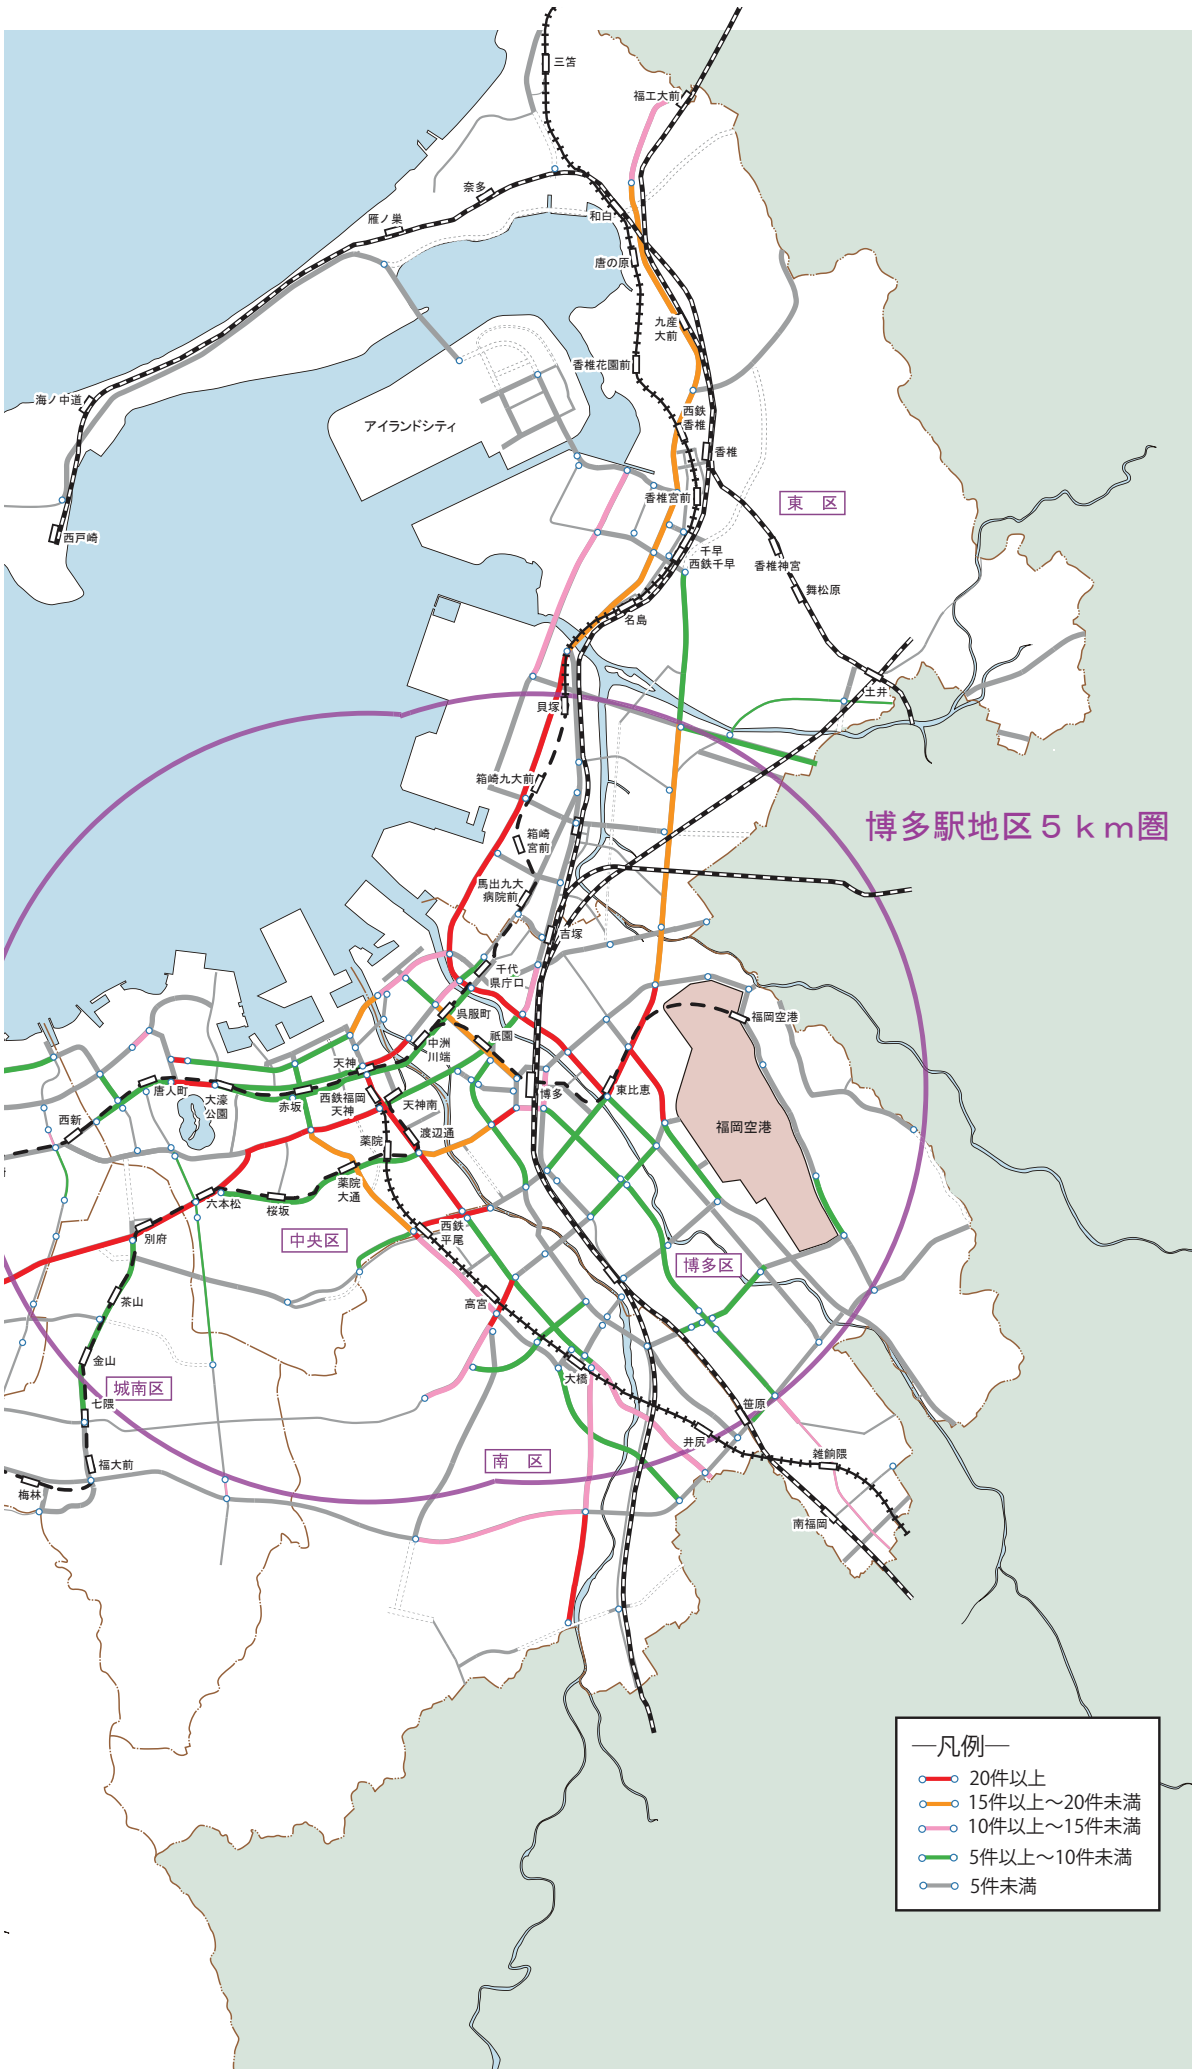 三笘
福工大前
奈多
雁ノ巣
和白
唐の原
九産
大前
香椎花園前
海ノ中道
西鉄
香椎
アイランドシティ
香椎
香椎宮前
東 区
西戸崎
千早
西鉄千早
香椎神宮
舞松原
名島
土井
貝塚
箱崎九大前
博多駅地区５ｋｍ圏
箱崎
宮前
馬出九大
病院前
吉塚
千代
県庁口
呉服町
福岡空港
祇園
中洲
川端
天神
唐人町
大濠
公園
赤坂
西鉄福岡
天神
天神南
博多
東比恵
西新
渡辺通
福岡空港
薬院
薬院
大通
六本松
桜坂
別府
中央区
西鉄
平尾
博多区
茶山
高宮
金山
城南区
大橋
七隈
笹原
井尻
福大前
南 区
雑餉隈
梅林
南福岡
―凡例―
20件以上
15件以上～20件未満
10件以上～15件未満
5件以上～10件未満
5件未満